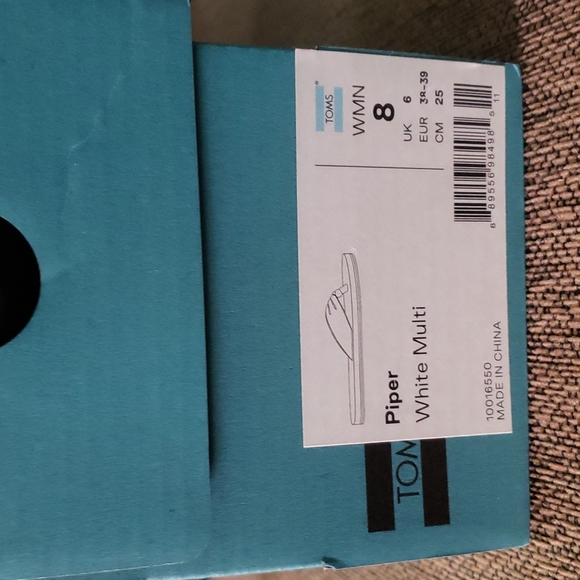 TOMS®
WMN
8
UK 6
EUR 38-39
CM 25
8 89556 98498 5 11
Piper
White Multi
10016550
MADE IN CHINA
TOMS